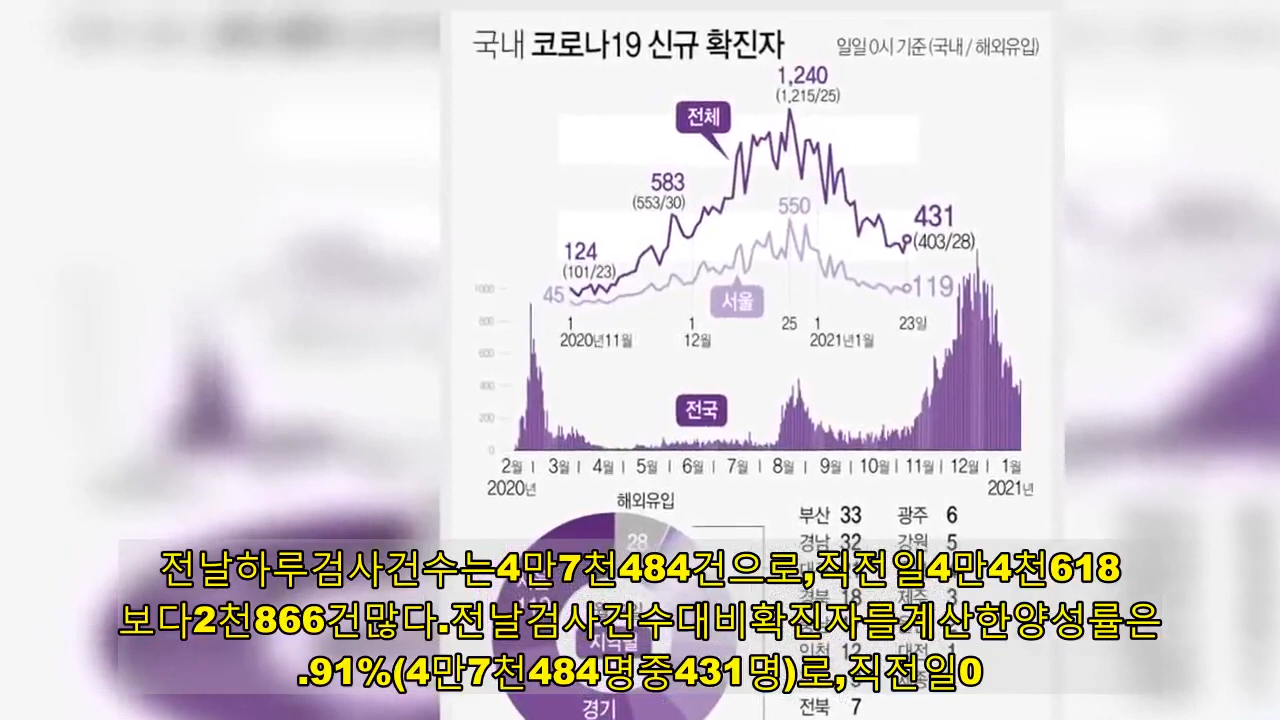 국내 코로나19 신규 확진자
일일 0시 기준 (국내 / 해외유입)
1,240
(1,215/25)
전체
583
(553/30)
550
431
(403/28)
124
(101/23)
45
서울
119
1 1 25 1 23일
2020년 11월 12월 2021년 1월
1000
800
600
400
200
0
전국
2월 3월 4월 5월 6월 7월 8월 9월 10월 11월 12월 1월
2020년 2021년
해외유입
28
부산 33 광주 6
경남 32 강원 5
경북 18 제주 3
인천 12 대전 1
전북 7
지역별
경기
전날하루검사건수는4만7천484건으로,직전일4만4천618
보다2천866건많다.전날검사건수대비확진자를계산한양성률은
.91%(4만7천484명중431명)로,직전일0